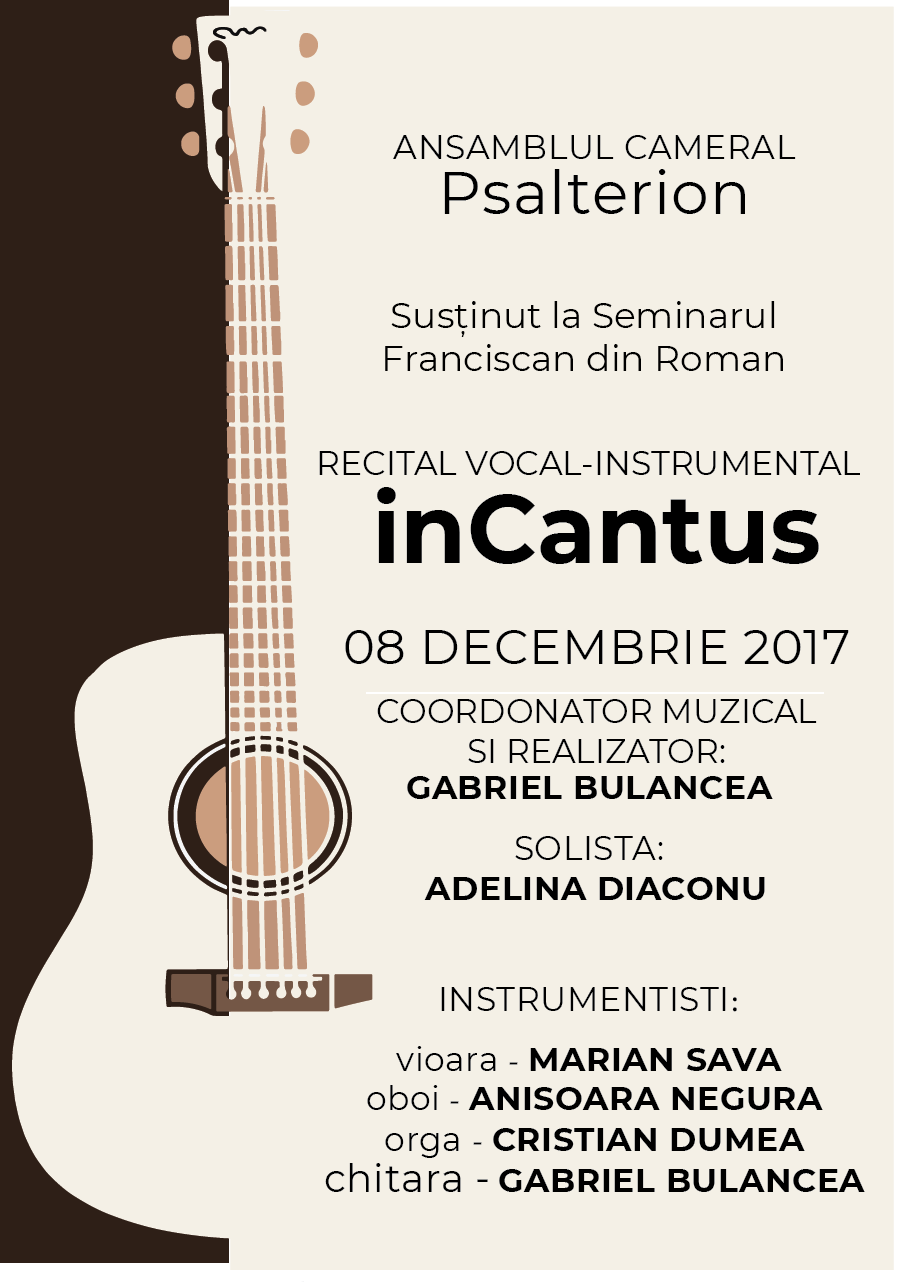 ANSAMBLUL CAMERAL
Psalterion
Susținut la Seminarul
Franciscan din Roman
RECITAL VOCAL-INSTRUMENTAL
inCantus
08 DECEMBRIE 2017
COORDONATOR MUZICAL
SI REALIZATOR:
GABRIEL BULANCEA
SOLISTA:
ADELINA DIACONU
INSTRUMENTISTI:
vioara - MARIAN SAVA
oboi - ANISOARA NEGURA
orga - CRISTIAN DUMEA
chitara - GABRIEL BULANCEA